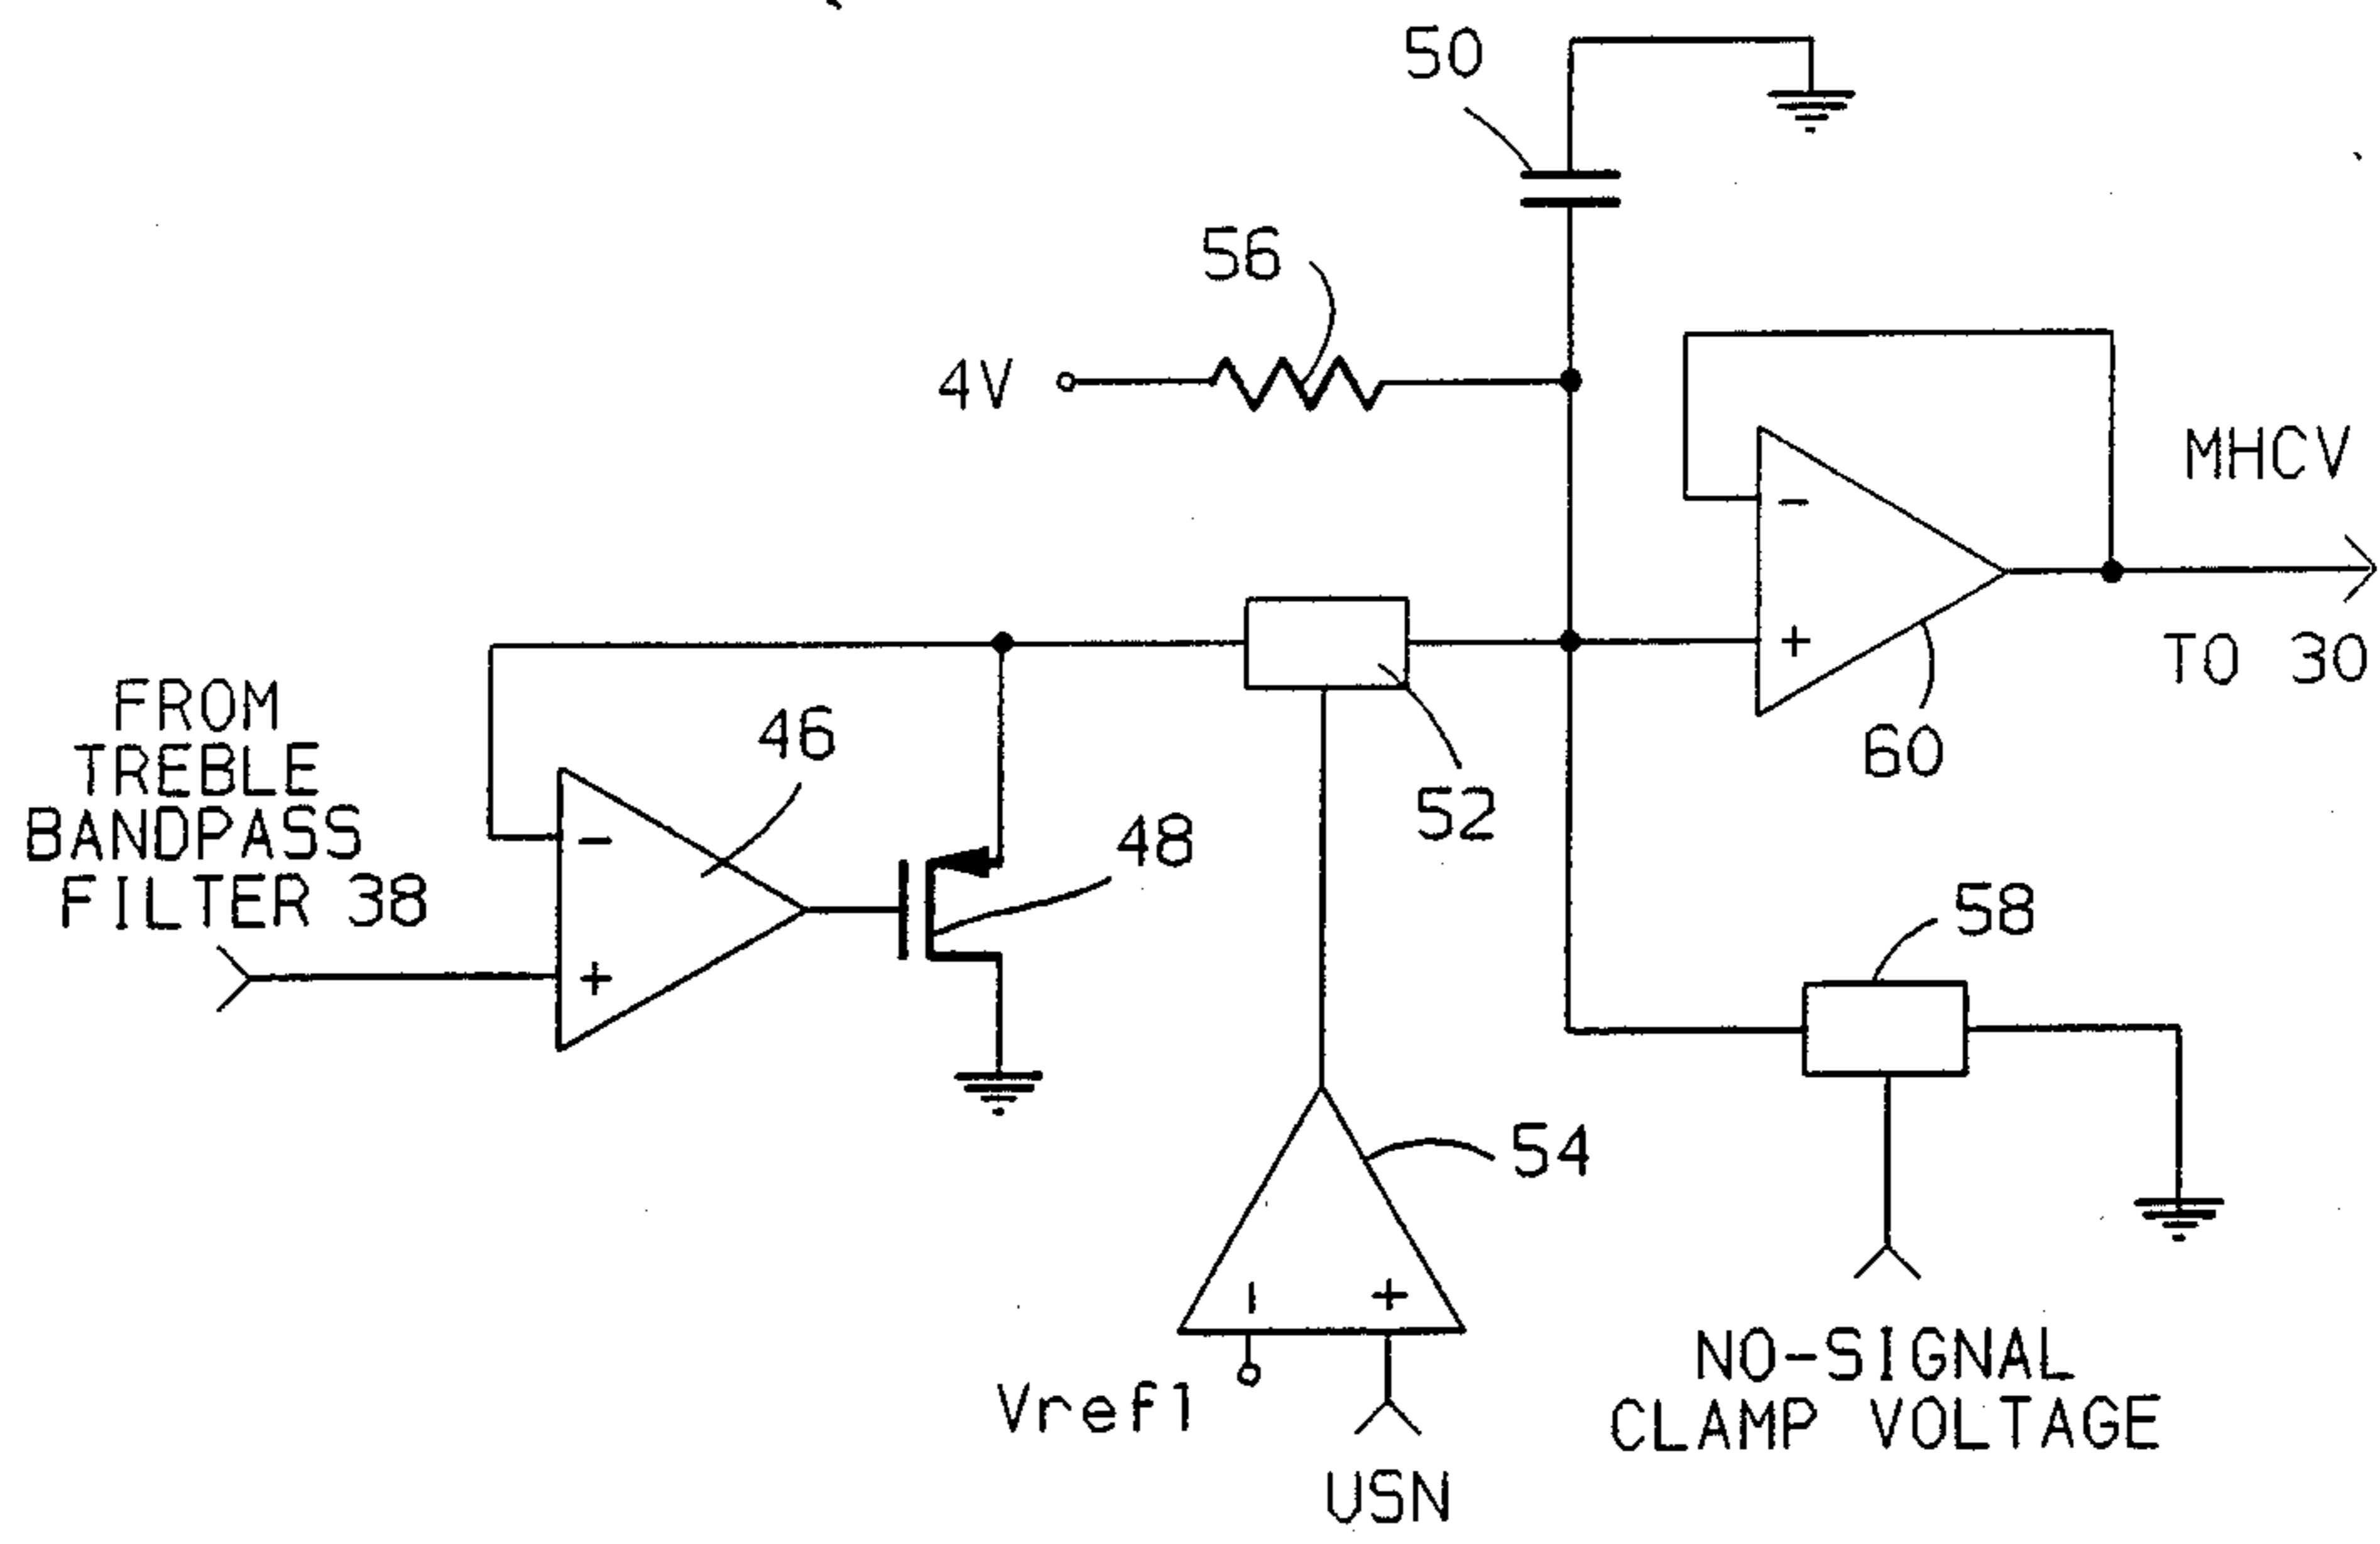 50
56
4V
-
MHCV
+
TO 30
60
FROM
TREBLE
BANDPASS
FILTER 38
46
-
+
48
52
58
54
-
+
Vref1
USN
NO-SIGNAL
CLAMP VOLTAGE